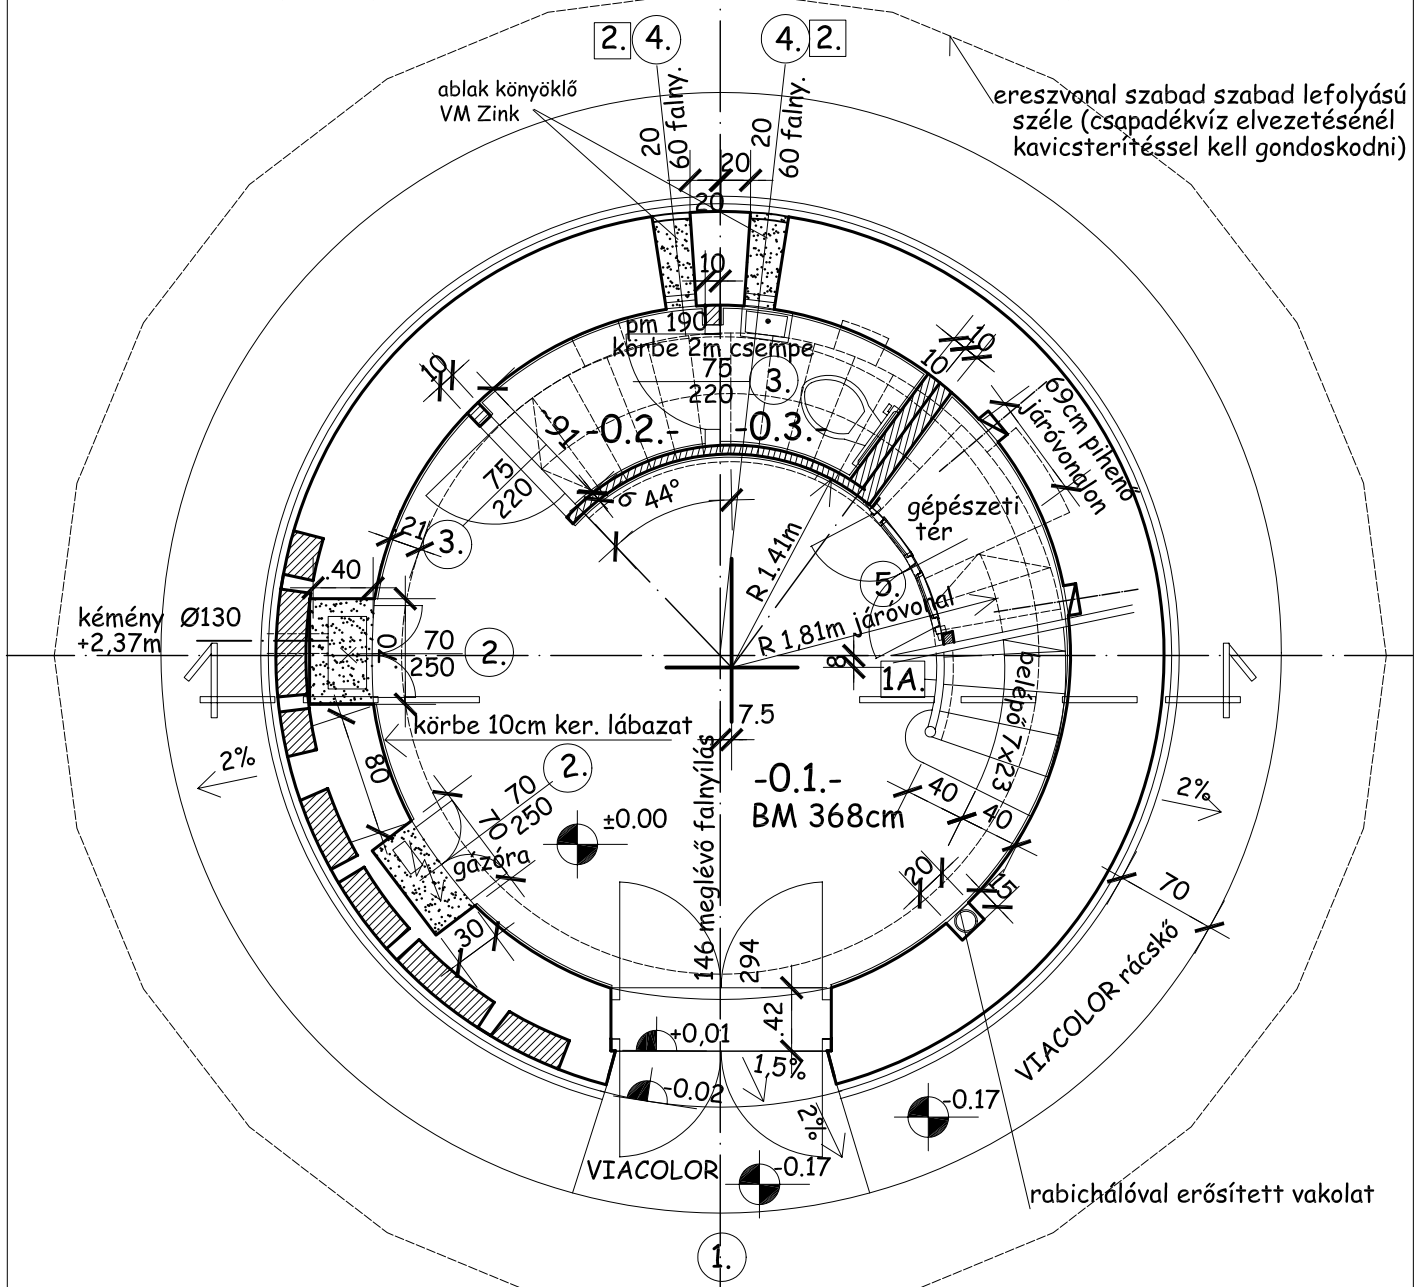 2. 4.
4. 2.
ablak könyöklő
VM Zink
ereszvonal szabad szabad lefolyású
széle (csapadékvíz elvezetésénél
kavicsterítéssel kell gondoskodni)
20
60 falny.
20
60 falny.
20
20
10
pm 190
körbe 2m csempe
75
220
3.
10
10
10
69cm pihenő
járóvonalon
91
-0.2.-
-0.3.-
75
220
6
44°
gépészeti
tér
21
3.
R 1.41m
.40
5.
kémény Ø130
+2,37m
R 1,81m járóvonal
70
70
250
2.
8
1A.
belépő 7x23
körbe 10cm ker. lábazat
7.5
2%
80
2.
-0.1.-
BM 368cm
40
40
2%
70
70
250
±0.00
gázóra
146 meglévő falnyílás
294
20
15
70
30
VIACOLOR rácskő
.42
+0,01
1,5%
-0.02
2%
-0.17
VIACOLOR
-0.17
rabichálóval erősített vakolat
1.